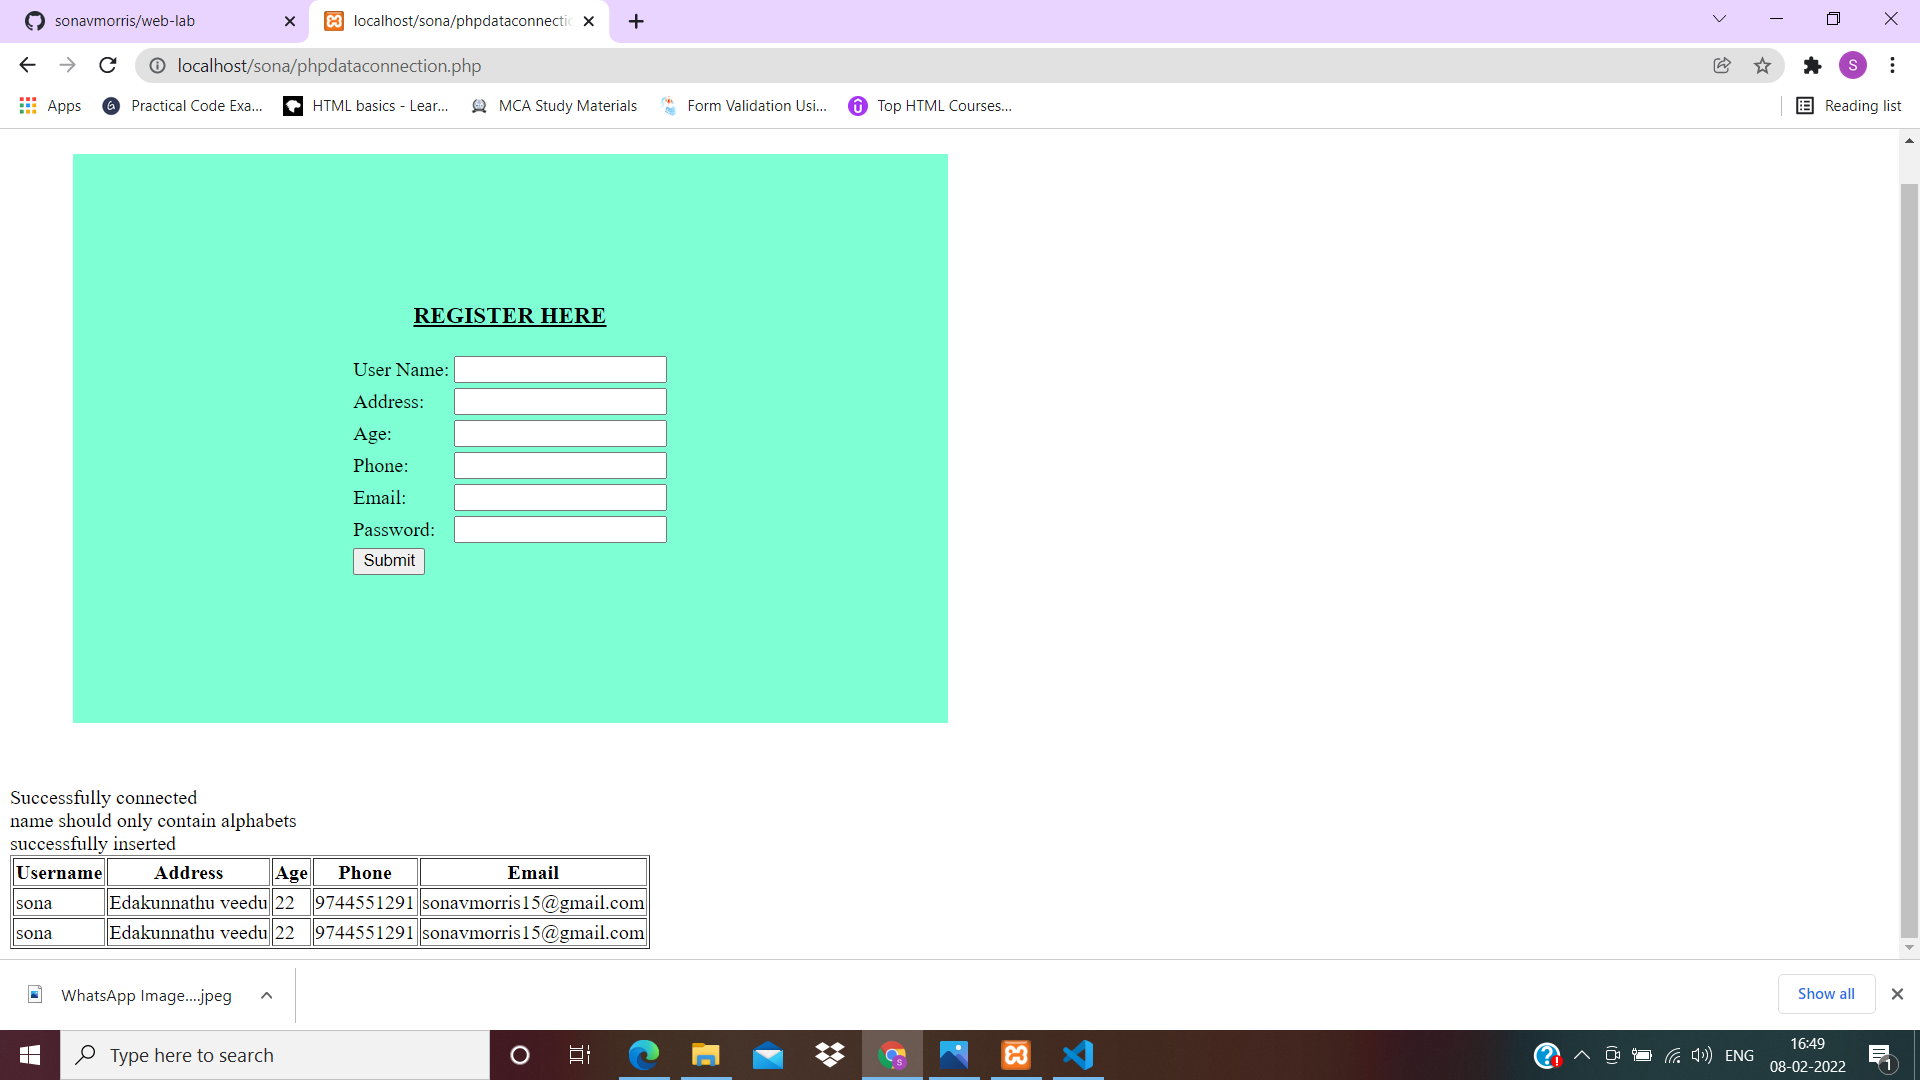 sonavmorris/web-lab
localhost/sona/phpdataconnectio
localhost/sona/phpdataconnection.php
S
Apps
Practical Code Exa...
HTML basics - Lear...
MCA Study Materials
Form Validation Usi...
Top HTML Courses...
Reading list
REGISTER HERE
User Name:
Address:
Age:
Phone:
Email:
Password:
Submit
Successfully connected
name should only contain alphabets
successfully inserted
Username Address Age Phone Email
sona Edakunnathu veedu 22 9744551291 sonavmorris15@gmail.com
sona Edakunnathu veedu 22 9744551291 sonavmorris15@gmail.com
WhatsApp Image....jpeg
Show all
Type here to search
ENG
16:49
08-02-2022
1